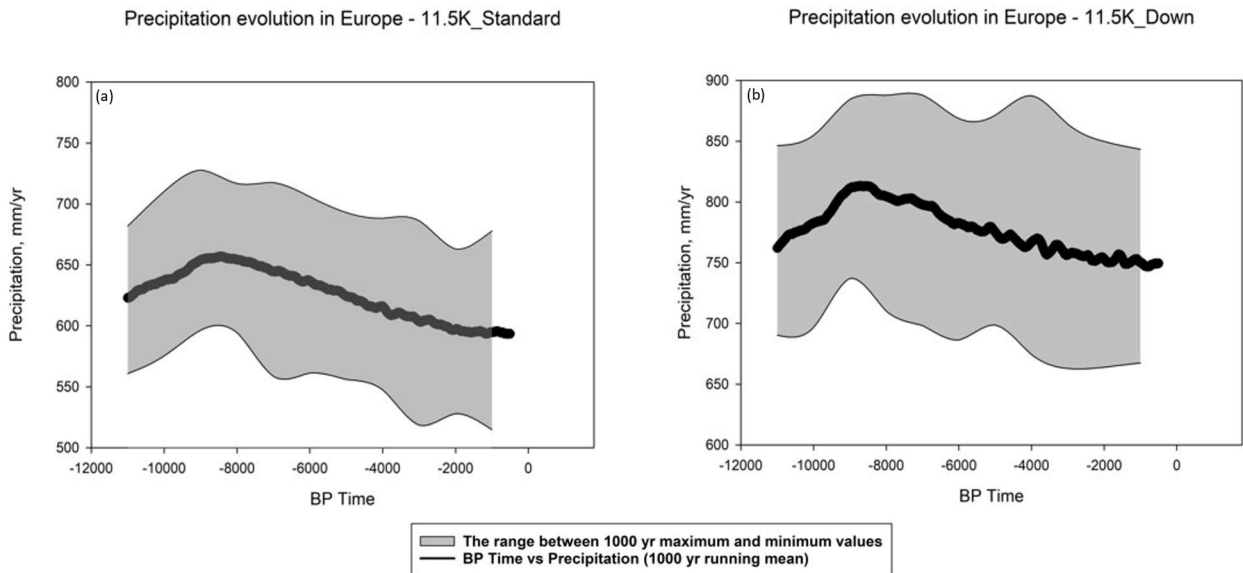 Precipitation evolution in Europe - 11.5K_Standard
(a)
800
750
700
650
600
550
500
Precipitation, mm/yr
-12000 -10000 -8000 -6000 -4000 -2000 0
BP Time
Precipitation evolution in Europe - 11.5K_Down
(b)
900
850
800
750
700
650
600
Precipitation, mm/yr
-12000 -10000 -8000 -6000 -4000 -2000 0
BP Time
The range between 1000 yr maximum and minimum values
BP Time vs Precipitation (1000 yr running mean)